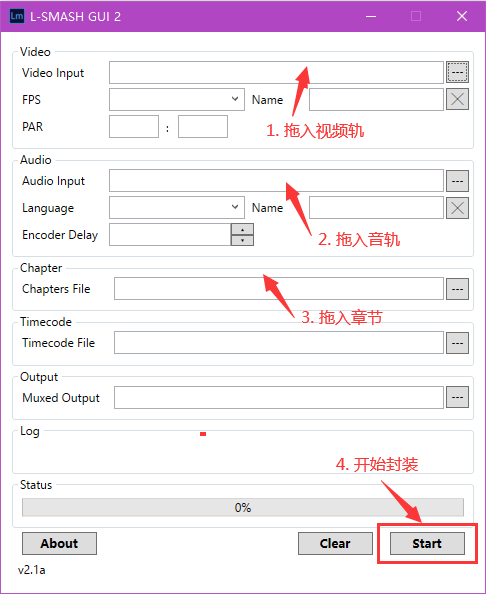 Lm L-SMASH GUI 2
Video
Video Input ---
FPS Name
1. 拖入视频轨
PAR :
Audio
Audio Input ---
Language Name
Encoder Delay
2. 拖入音轨
Chapter
Chapters File ---
3. 拖入章节
Timecode
Timecode File ---
Output
Muxed Output ---
Log
4. 开始封装
Status
0%
About Clear Start
v2.1a